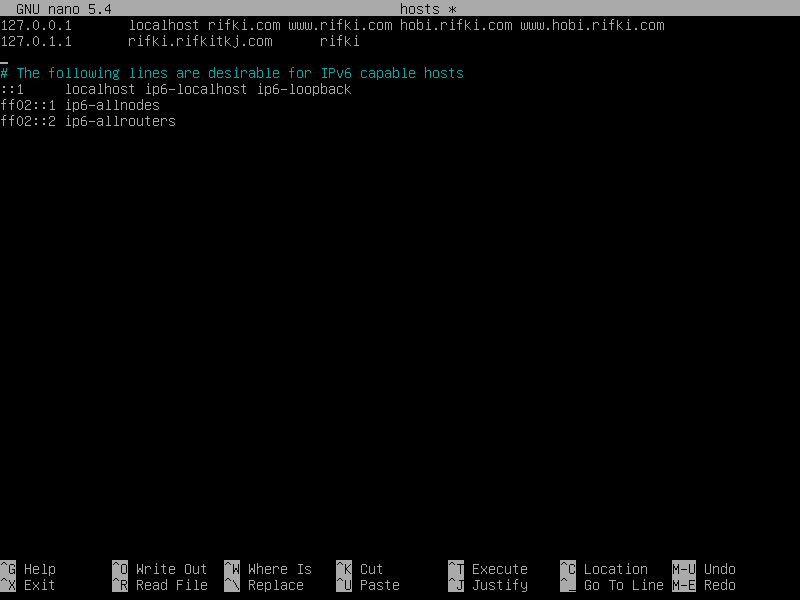 GNU nano 5.4 hosts *
127.0.0.1 localhost rifki.com www.rifki.com hobi.rifki.com www.hobi.rifki.com
127.0.1.1 rifki.rifkitkj.com rifki
# The following lines are desirable for IPv6 capable hosts
::1 localhost ip6-localhost ip6-loopback
ff02::1 ip6-allnodes
ff02::2 ip6-allrouters
^G Help ^O Write Out ^W Where Is ^K Cut ^T Execute ^C Location M-U Undo
^X Exit ^R Read File ^\ Replace ^U Paste ^J Justify ^_ Go To Line M-E Redo